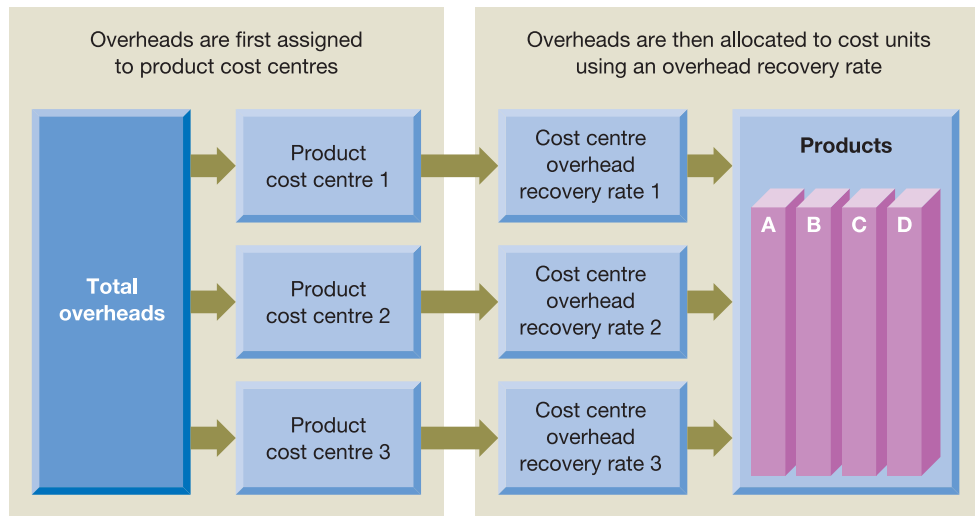 Overheads are first assigned
to product cost centres
Overheads are then allocated to cost units
using an overhead recovery rate
Total
overheads
Product
cost centre 1
Product
cost centre 2
Product
cost centre 3
Cost centre
overhead
recovery rate 1
Cost centre
overhead
recovery rate 2
Cost centre
overhead
recovery rate 3
Products
A B C D